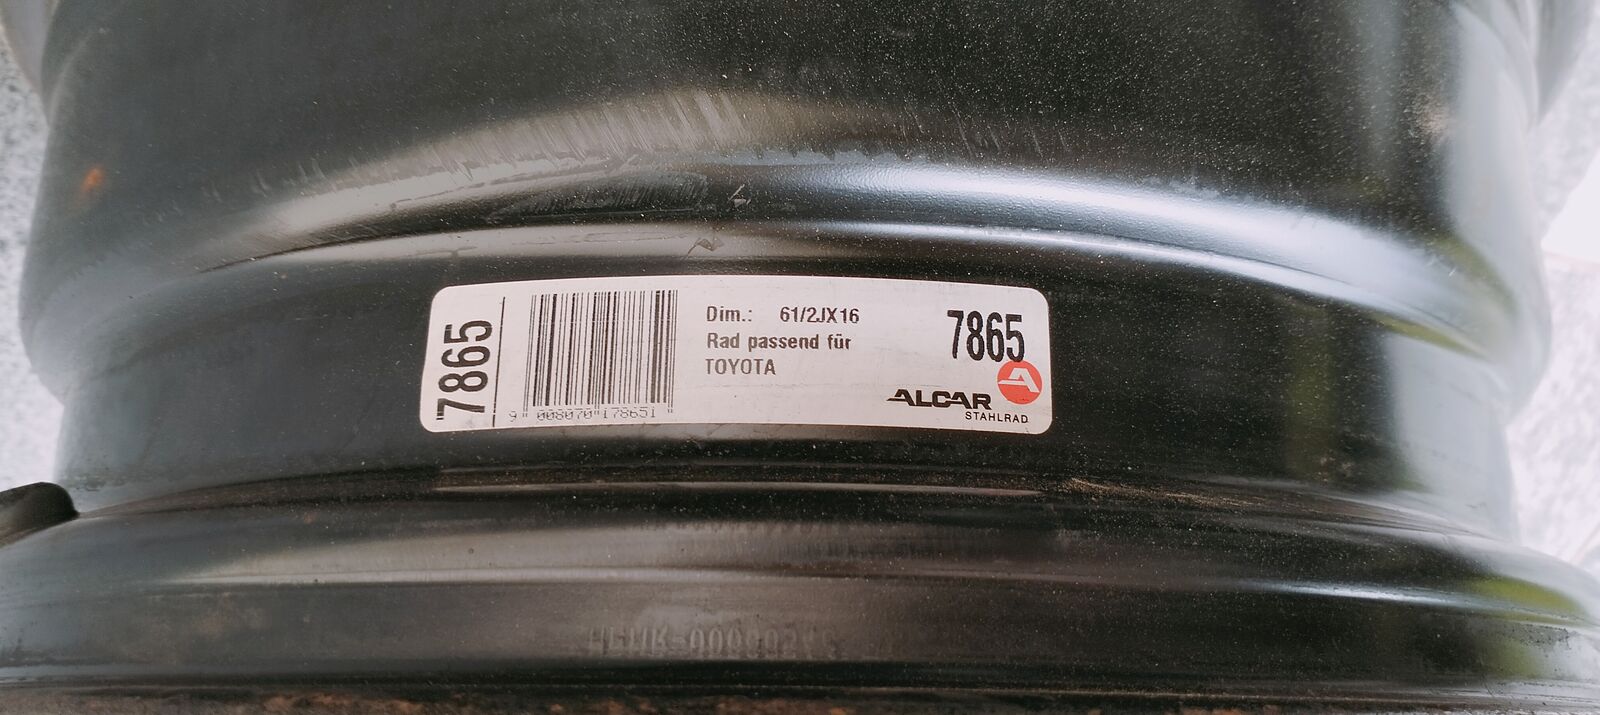 7865
9 008070 178651
Dim.: 61/2JX16
Rad passend für
TOYOTA
7865
ALCAR
STAHLRAD